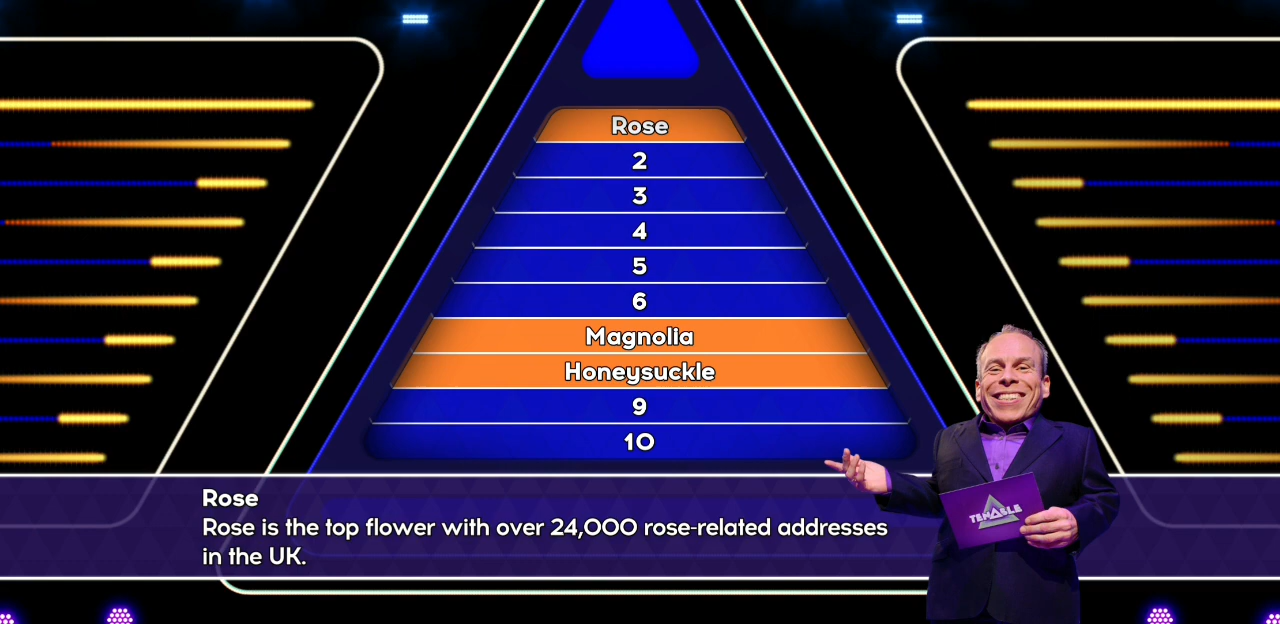 Rose
2
3
4
5
6
Magnolia
Honeysuckle
9
10
Rose
Rose is the top flower with over 24,000 rose-related addresses
in the UK.
TENABLE